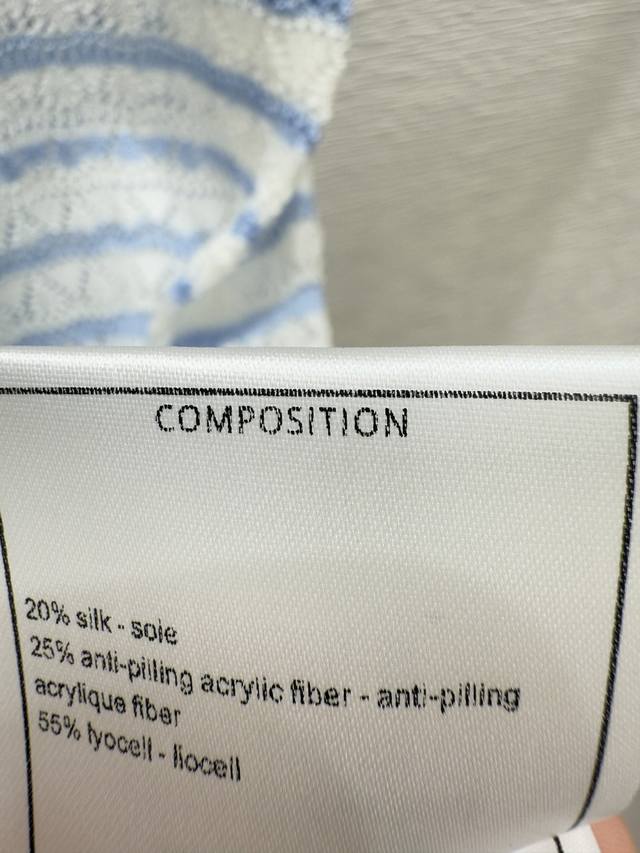 COMPOSITION
20% silk - soie
25% anti-pilling acrylic fiber - anti-pilling
acrylique fiber
55% lyocell - liocell